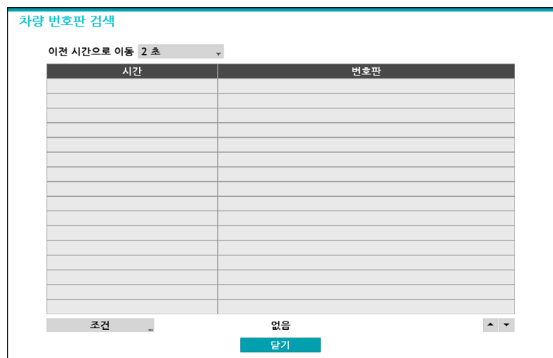 차량 번호판 검색
이전 시간으로 이동 2 초
시간 번호판
조건 ... 없음
닫기